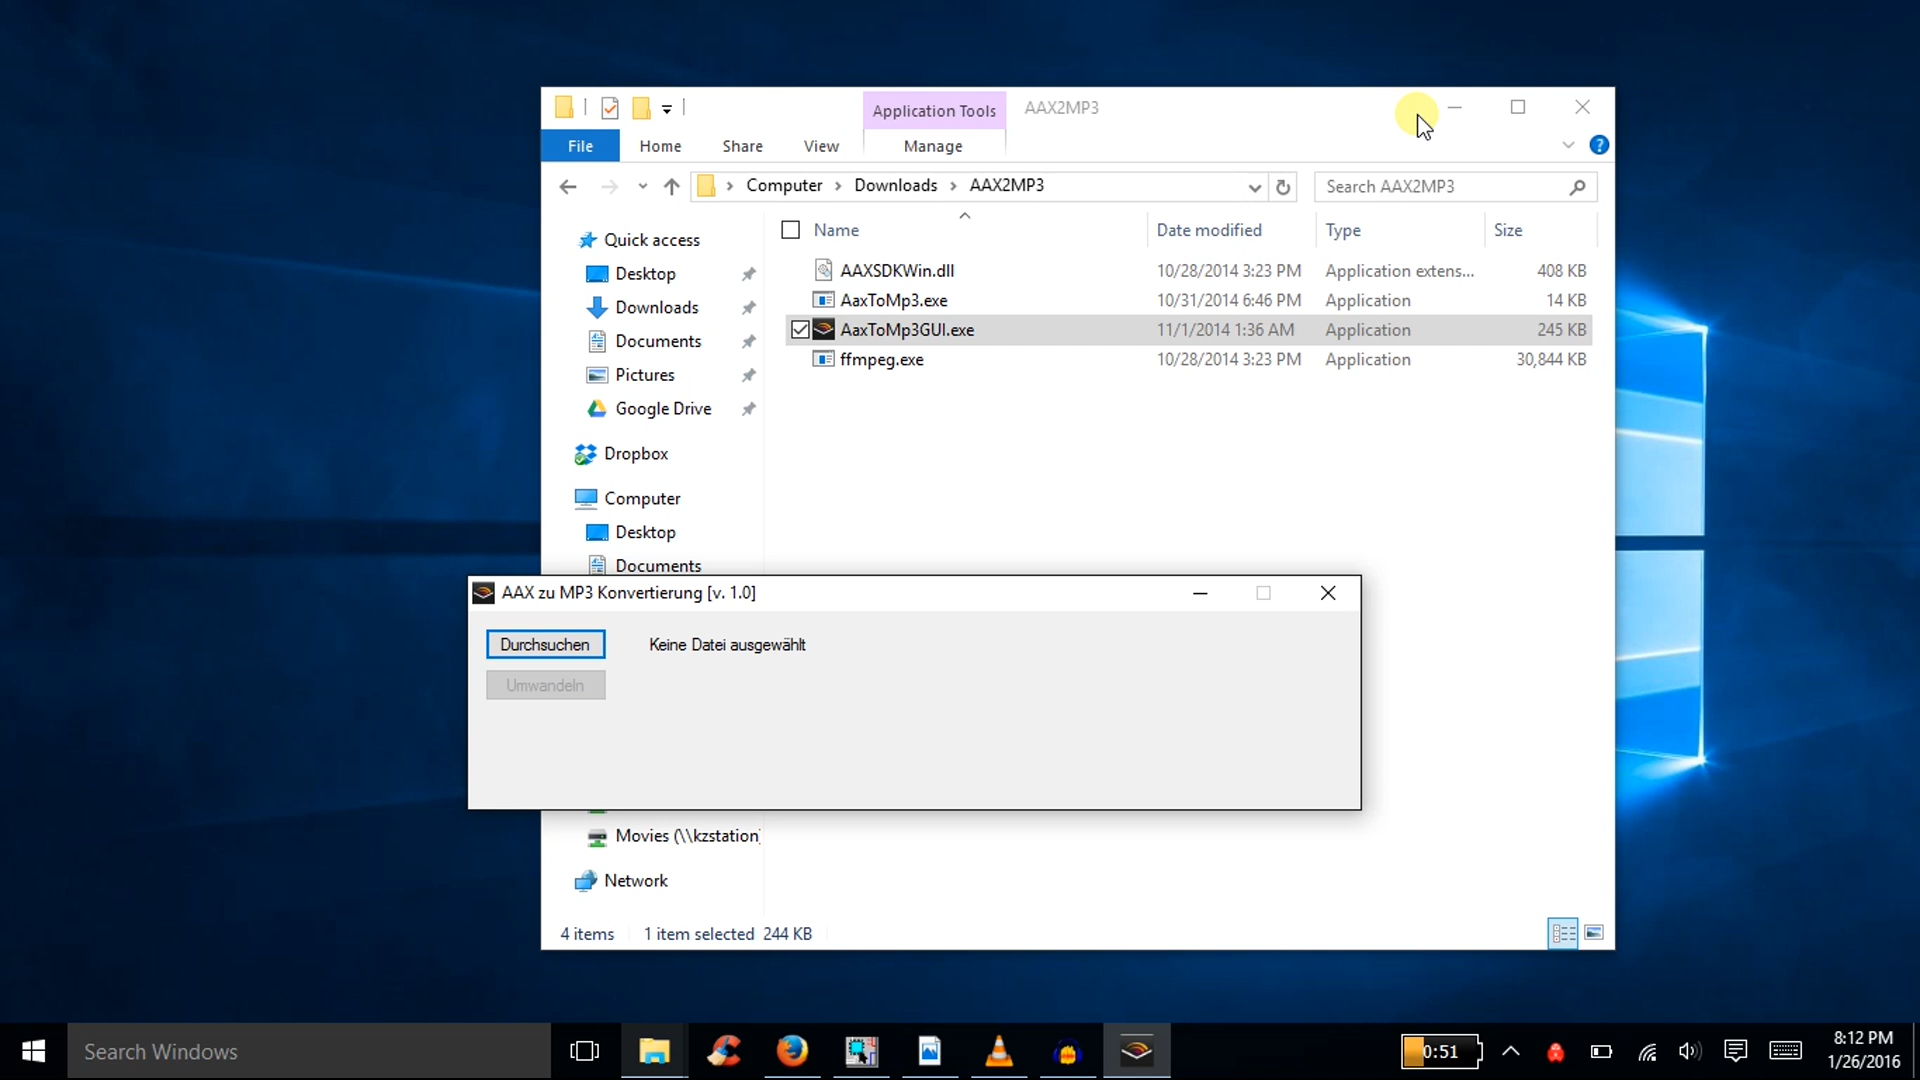 Application Tools
AAX2MP3
File
Home
Share
View
Manage
Computer
Downloads
AAX2MP3
Search AAX2MP3
Name
Date modified
Type
Size
Quick access
Desktop
Downloads
Documents
Pictures
Google Drive
Dropbox
Computer
Desktop
Documents
AAXSDKWin.dll 10/28/2014 3:23 PM Application extens... 408 KB
AaxToMp3.exe 10/31/2014 6:46 PM Application 14 KB
AaxToMp3GUI.exe 11/1/2014 1:36 AM Application 245 KB
ffmpeg.exe 10/28/2014 3:23 PM Application 30,844 KB
AAX zu MP3 Konvertierung [v. 1.0]
Durchsuchen
Keine Datei ausgewählt
Umwandeln
Movies (\\kzstation)
Network
4 items
1 item selected 244 KB
Search Windows
0:51
8:12 PM
1/26/2016